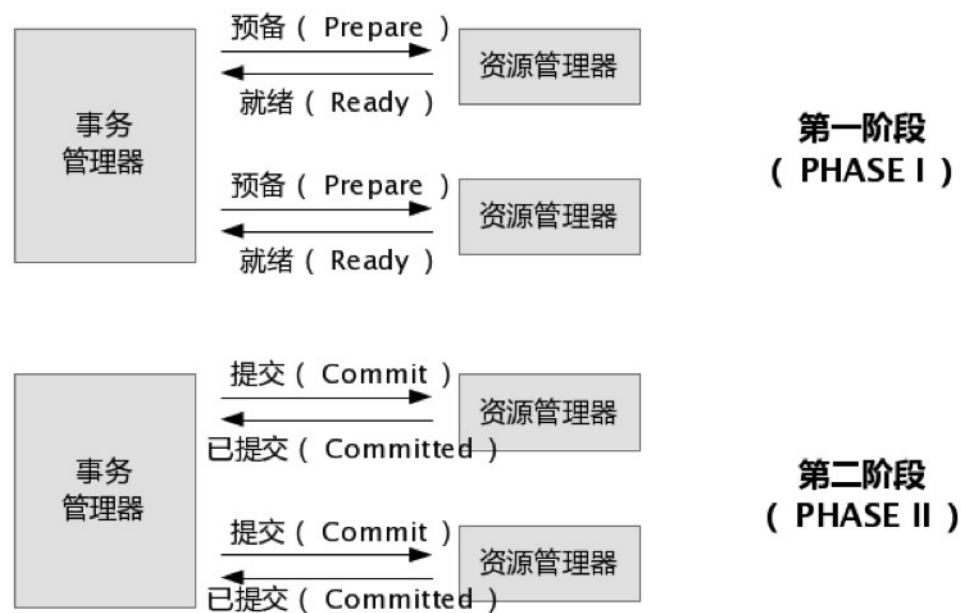 预备 ( Prepare )
资源管理器
就绪 ( Ready )
事务
管理器
第一阶段
( PHASE I )
预备 ( Prepare )
资源管理器
就绪 ( Ready )
提交 ( Commit )
资源管理器
已提交 ( Committed )
事务
管理器
第二阶段
( PHASE II )
提交 ( Commit )
资源管理器
已提交 ( Committed )